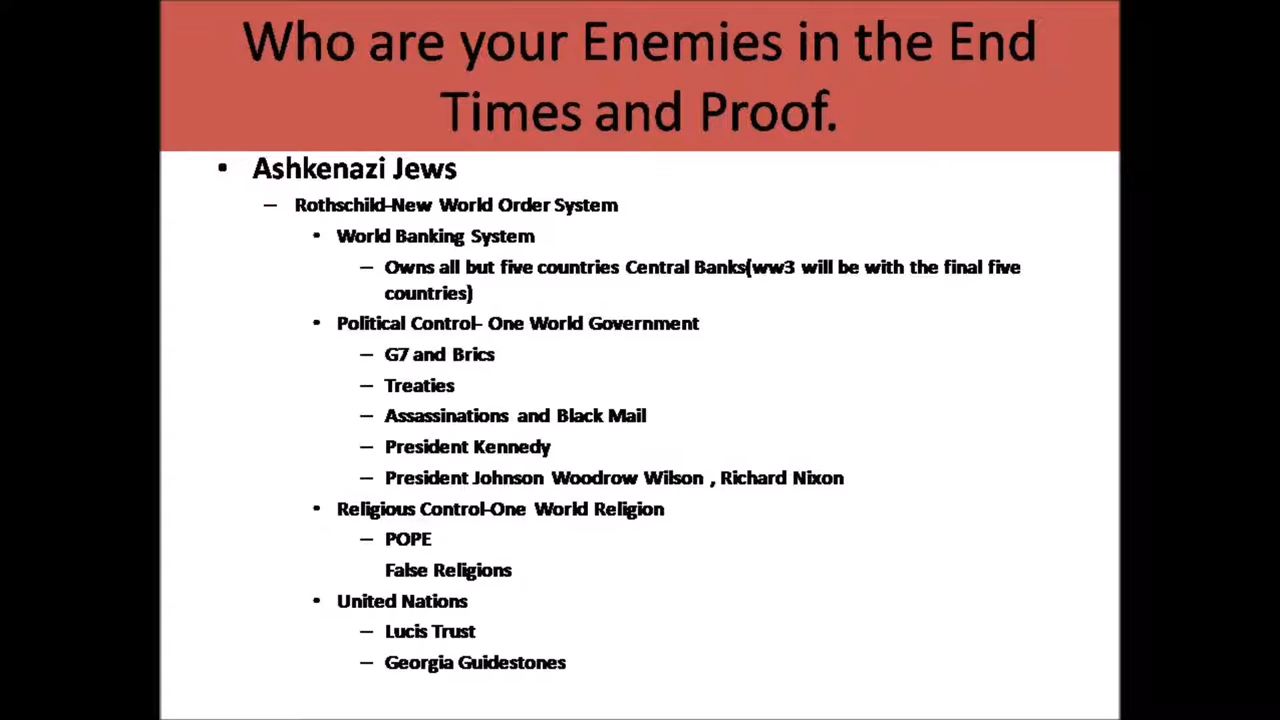 Who are your Enemies in the End
Times and Proof.
• Ashkenazi Jews
– Rothschild-New World Order System
• World Banking System
– Owns all but five countries Central Banks(ww3 will be with the final five
countries)
• Political Control- One World Government
– G7 and Brics
– Treaties
– Assassinations and Black Mail
– President Kennedy
– President Johnson Woodrow Wilson , Richard Nixon
• Religious Control-One World Religion
– POPE
False Religions
• United Nations
– Lucis Trust
– Georgia Guidestones